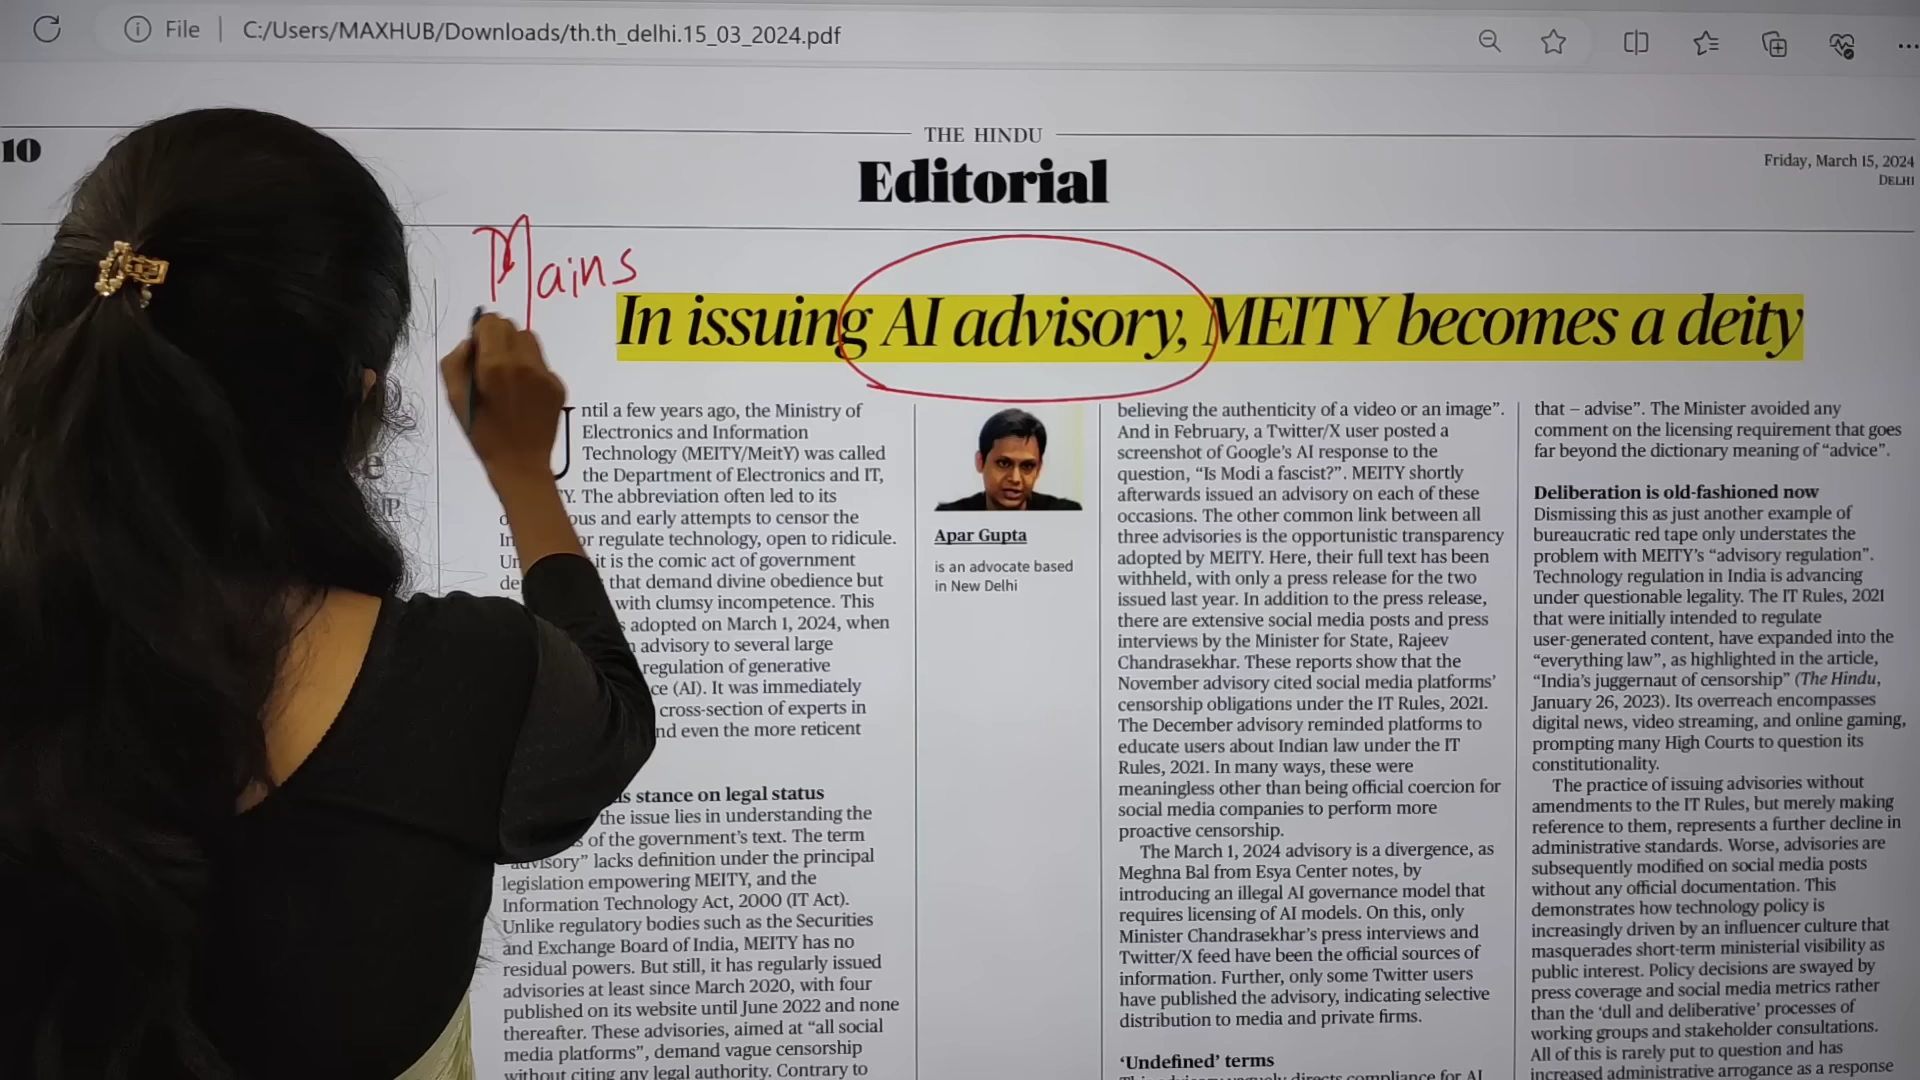 File
C:/Users/MAXHUB/Downloads/th.th_delhi.15_03_2024.pdf
10
THE HINDU
Editorial
Friday, March 15, 2024
DELHI
Mains
In issuing AI advisory, MEITY becomes a deity
ntil a few years ago, the Ministry of
Electronics and Information
Technology (MEITY/MeitY) was called
the Department of Electronics and IT,
Y. The abbreviation often led to its
ous and early attempts to censor the
or regulate technology, open to ridicule.
it is the comic act of government
that demand divine obedience but
with clumsy incompetence. This
adopted on March 1, 2024, when
advisory to several large
regulation of generative
ce (AI). It was immediately
cross-section of experts in
nd even the more reticent
s stance on legal status
the issue lies in understanding the
of the government's text. The term
"advisory" lacks definition under the principal
legislation empowering MEITY, and the
Information Technology Act, 2000 (IT Act).
Unlike regulatory bodies such as the Securities
and Exchange Board of India, MEITY has no
residual powers. But still, it has regularly issued
advisories at least since March 2020, with four
published on its website until June 2022 and none
thereafter. These advisories, aimed at "all social
media platforms", demand vague censorship
without citing any legal authority. Contrary to
Apar Gupta
is an advocate based
in New Delhi
believing the authenticity of a video or an image".
And in February, a Twitter/X user posted a
screenshot of Google's AI response to the
question, "Is Modi a fascist?". MEITY shortly
afterwards issued an advisory on each of these
occasions. The other common link between all
three advisories is the opportunistic transparency
adopted by MEITY. Here, their full text has been
withheld, with only a press release for the two
issued last year. In addition to the press release,
there are extensive social media posts and press
interviews by the Minister for State, Rajeev
Chandrasekhar. These reports show that the
November advisory cited social media platforms'
censorship obligations under the IT Rules, 2021.
The December advisory reminded platforms to
educate users about Indian law under the IT
Rules, 2021. In many ways, these were
meaningless other than being official coercion for
social media companies to perform more
proactive censorship.
The March 1, 2024 advisory is a divergence, as
Meghna Bal from Esya Center notes, by
introducing an illegal AI governance model that
requires licensing of AI models. On this, only
Minister Chandrasekhar's press interviews and
Twitter/X feed have been the official sources of
information. Further, only some Twitter users
have published the advisory, indicating selective
distribution to media and private firms.
'Undefined' terms
that – advise". The Minister avoided any
comment on the licensing requirement that goes
far beyond the dictionary meaning of "advice".
Deliberation is old-fashioned now
Dismissing this as just another example of
bureaucratic red tape only understates the
problem with MEITY's "advisory regulation".
Technology regulation in India is advancing
under questionable legality. The IT Rules, 2021
that were initially intended to regulate
user-generated content, have expanded into the
"everything law", as highlighted in the article,
"India's juggernaut of censorship" (The Hindu,
January 26, 2023). Its overreach encompasses
digital news, video streaming, and online gaming,
prompting many High Courts to question its
constitutionality.
The practice of issuing advisories without
amendments to the IT Rules, but merely making
reference to them, represents a further decline in
administrative standards. Worse, advisories are
subsequently modified on social media posts
without any official documentation. This
demonstrates how technology policy is
increasingly driven by an influencer culture that
masquerades short-term ministerial visibility as
public interest. Policy decisions are swayed by
press coverage and social media metrics rather
than the 'dull and deliberative' processes of
working groups and stakeholder consultations.
All of this is rarely put to question and has
increased administrative arrogance as a response